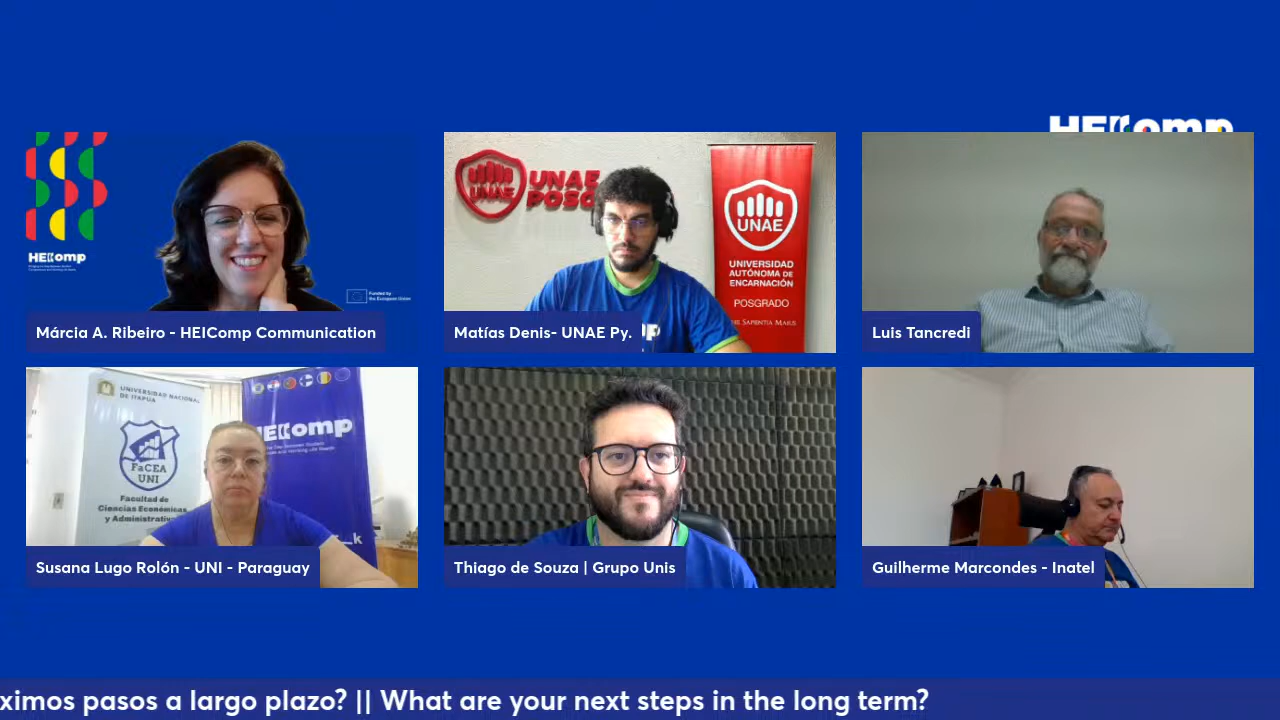 HEIComp
HEIComp
Funded by
the European Union
Márcia A. Ribeiro - HEIComp Communication
UNAE
UNAE
UNAE
UNIVERSIDAD
AUTÓNOMA DE
ENCARNACIÓN
POSGRADO
Matías Denis- UNAE Py.
Luis Tancredi
UNIVERSIDAD NACIONAL
DE ITAPUA
FaCEA
UNI
Facultad de
Ciencias Económicas
HEIComp
Susana Lugo Rolón - UNI - Paraguay
Thiago de Souza | Grupo Unis
Guilherme Marcondes - Inatel
ximos pasos a largo plazo? || What are your next steps in the long term?